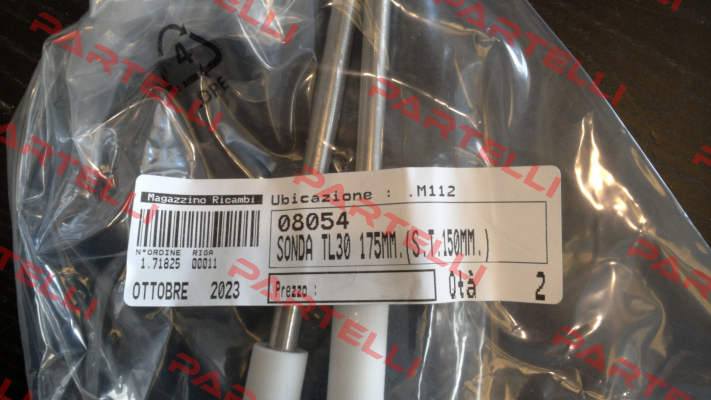 PARTELLI
4
LDPE
Magazzino Ricambi
Ubicazione : .M112
08054
SONDA TL30 175MM.(S.T.150MM.)
N°ORDINE RIGA
1.71825 00011
OTTOBRE 2023
Prezzo :
Qtà 2